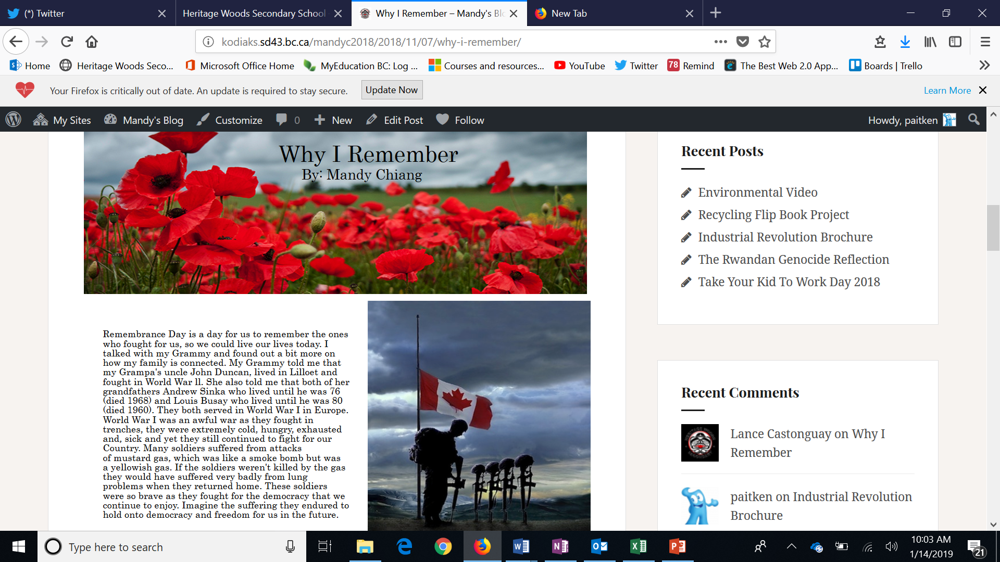 (*) Twitter
Heritage Woods Secondary School
Why I Remember – Mandy's Blo
New Tab
kodiaks.sd43.bc.ca/mandyc2018/2018/11/07/why-i-remember/
Home
Heritage Woods Seco...
Microsoft Office Home
MyEducation BC: Log ...
Courses and resources...
YouTube
Twitter
78 Remind
The Best Web 2.0 App...
Boards | Trello
Your Firefox is critically out of date. An update is required to stay secure.
Update Now
Learn More
My Sites
Mandy's Blog
Customize
0
New
Edit Post
Follow
Howdy, paitken
Why I Remember
By: Mandy Chiang
Remembrance Day is a day for us to remember the ones
who fought for us, so we could live our lives today. I
talked with my Grammy and found out a bit more on
how my family is connected. My Grammy told me that
my Grampa's uncle John Duncan, lived in Lilloet and
fought in World War ll. She also told me that both of her
grandfathers Andrew Sinka who lived until he was 76
(died 1968) and Louis Busay who lived until he was 80
(died 1960). They both served in World War I in Europe.
World War I was an awful war as they fought in
trenches, they were extremely cold, hungry, exhausted
and, sick and yet they still continued to fight for our
Country. Many soldiers suffered from attacks
of mustard gas, which was like a smoke bomb but was
a yellowish gas. If the soldiers weren't killed by the gas
they would have suffered very badly from lung
problems when they returned home. These soldiers
were so brave as they fought for the democracy that we
continue to enjoy. Imagine the suffering they endured to
hold onto democracy and freedom for us in the future.
Recent Posts
Environmental Video
Recycling Flip Book Project
Industrial Revolution Brochure
The Rwandan Genocide Reflection
Take Your Kid To Work Day 2018
Recent Comments
Lance Castonguay on Why I
Remember
paitken on Industrial Revolution
Brochure
Type here to search
10:03 AM
1/14/2019
21